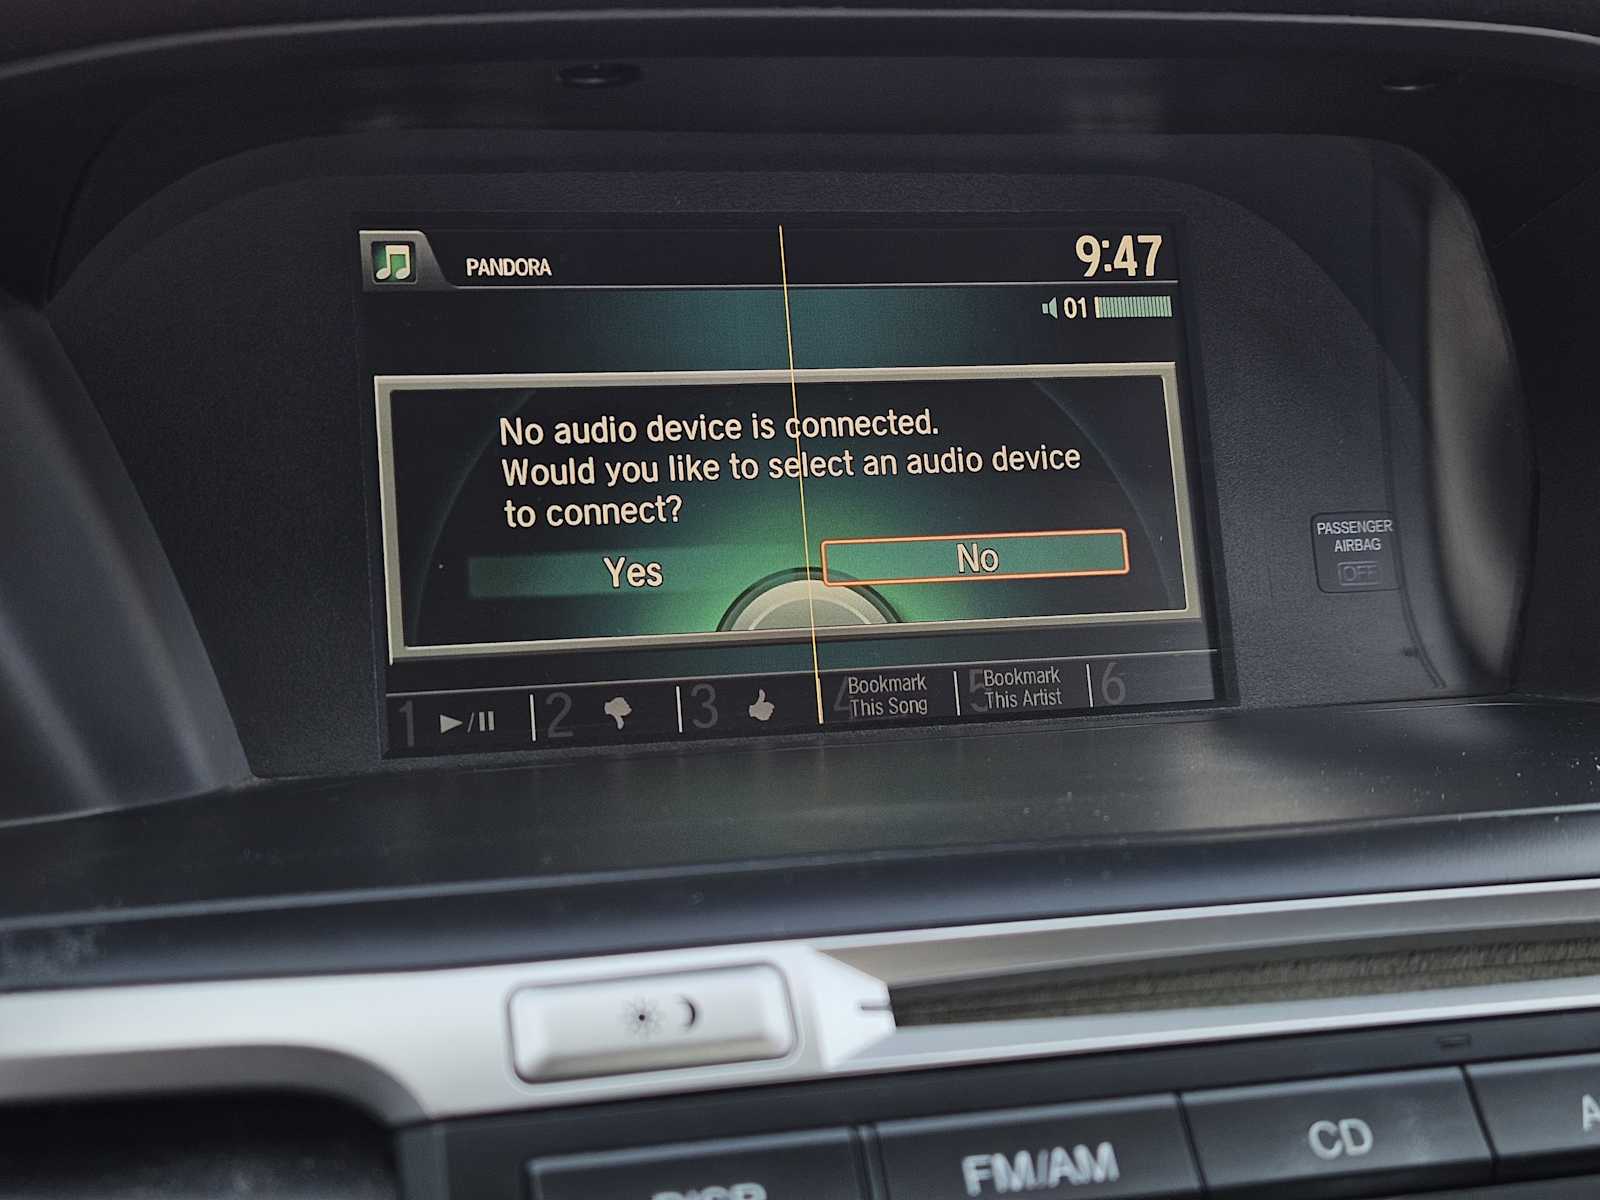 PANDORA
9:47
01
No audio device is connected.
Would you like to select an audio device
to connect?
Yes
No
1
2
3
4
Bookmark
This Song
5
Bookmark
This Artist
6
PASSENGER
AIRBAG
OFF
FM/AM
CD